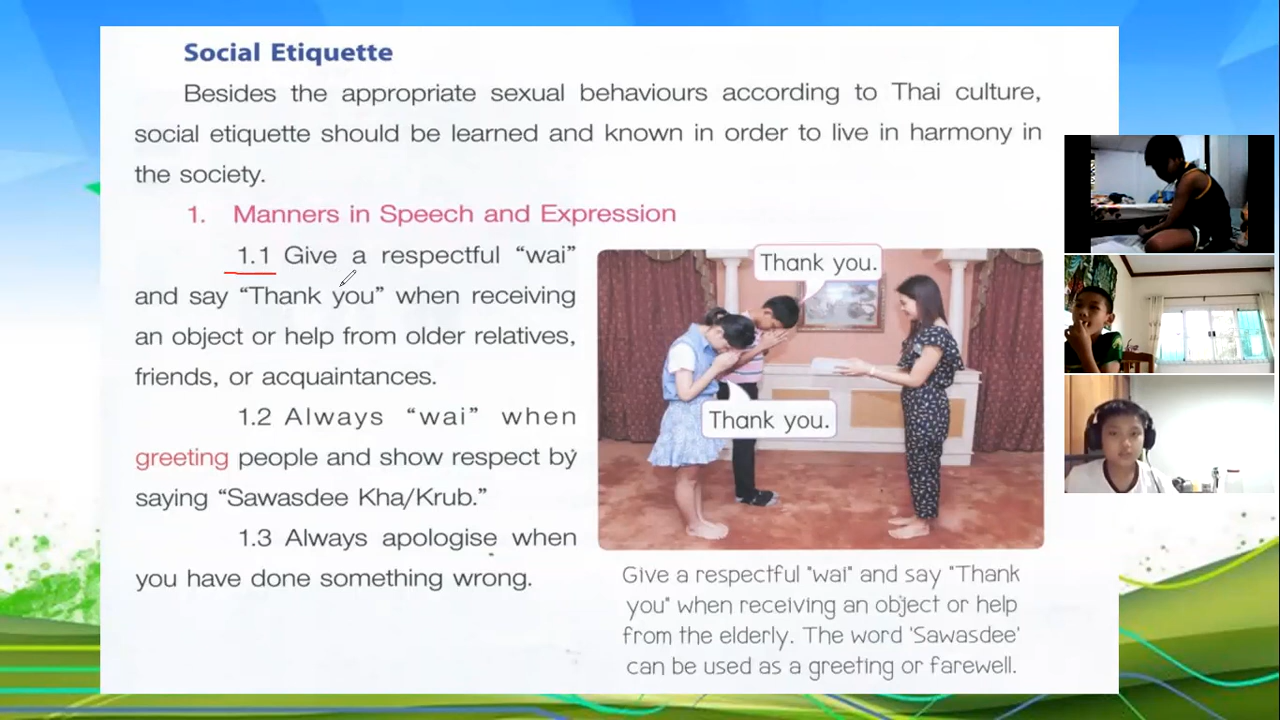 Social Etiquette
Besides the appropriate sexual behaviours according to Thai culture,
social etiquette should be learned and known in order to live in harmony in
the society.
1. Manners in Speech and Expression
1.1 Give a respectful “wai”
and say “Thank you” when receiving
an object or help from older relatives,
friends, or acquaintances.
1.2 Always “wai” when
greeting people and show respect by
saying “Sawasdee Kha/Krub.”
1.3 Always apologise when
you have done something wrong.
Thank you.
Thank you.
Give a respectful "wai" and say "Thank
you" when receiving an object or help
from the elderly. The word 'Sawasdee'
can be used as a greeting or farewell.